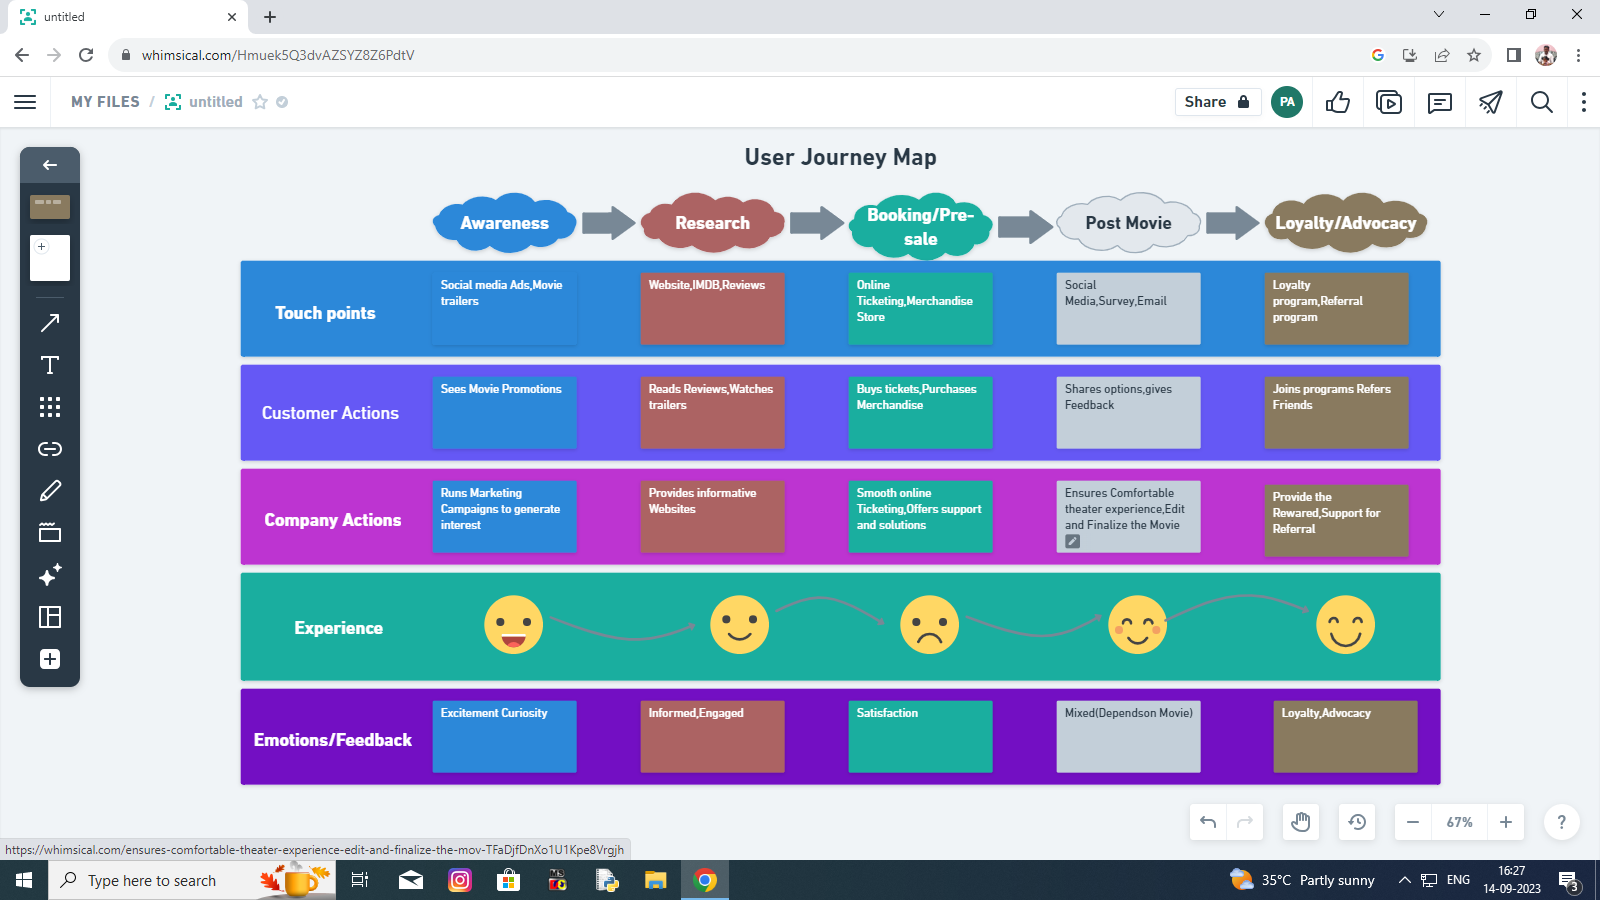 untitled
whimsical.com/Hmuek5Q3dvAZSYZ8Z6PdtV
MY FILES / untitled
Share
PA
User Journey Map
Awareness
Research
Booking/Pre-
sale
Post Movie
Loyalty/Advocacy
Touch points
Social media Ads,Movie
trailers
Website,IMDB,Reviews
Online
Ticketing,Merchandise
Store
Social
Media,Survey,Email
Loyalty
program,Referral
program
Customer Actions
Sees Movie Promotions
Reads Reviews,Watches
trailers
Buys tickets,Purchases
Merchandise
Shares options,gives
Feedback
Joins programs Refers
Friends
Company Actions
Runs Marketing
Campaigns to generate
interest
Provides informative
Websites
Smooth online
Ticketing,Offers support
and solutions
Ensures Comfortable
theater experience,Edit
and Finalize the Movie
Provide the
Rewared,Support for
Referral
Experience
Emotions/Feedback
Excitement Curiosity
Informed,Engaged
Satisfaction
Mixed(Dependson Movie)
Loyalty,Advocacy
67%
?
https://whimsical.com/ensures-comfortable-theater-experience-edit-and-finalize-the-mov-TFaDjfDnXo1U1Kpe8Vrgjh
Type here to search
35°C Partly sunny
ENG
16:27
14-09-2023
3